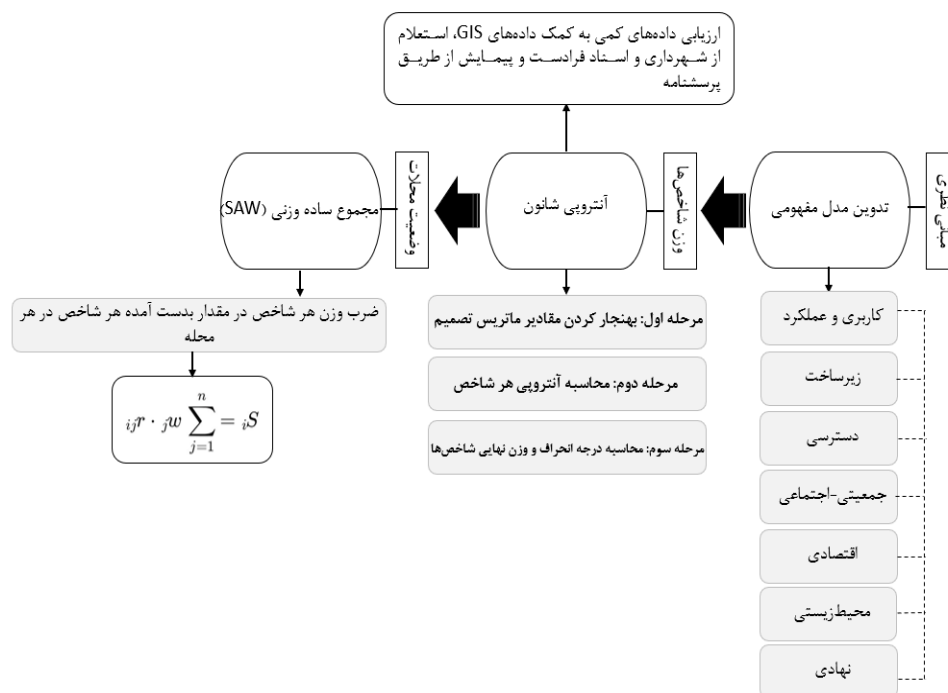 ارزیابی داده‌های کمی به کمک داده‌های GIS، استعلام
از شهرداری و اسناد فرادست و پیمایش از طریق
پرسشنامه
مبانی نظری
تدوین مدل مفهومی
وزن شاخص‌ها
آنتروپی شانون
وضعیت محلات
مجموع ساده وزنی (SAW)
کاربری و عملکرد
زیرساخت
دسترسی
جمعیتی-اجتماعی
اقتصادی
محیط‌زیستی
نهادی
مرحله اول: بهنجار کردن مقادیر ماتریس تصمیم
مرحله دوم: محاسبه آنتروپی هر شاخص
مرحله سوم: محاسبه درجه انحراف و وزن نهایی شاخص‌ها
ضرب وزن هر شاخص در مقدار بدست آمده هر شاخص در هر
محله
ijr · jw ∑ j=1 n = iS